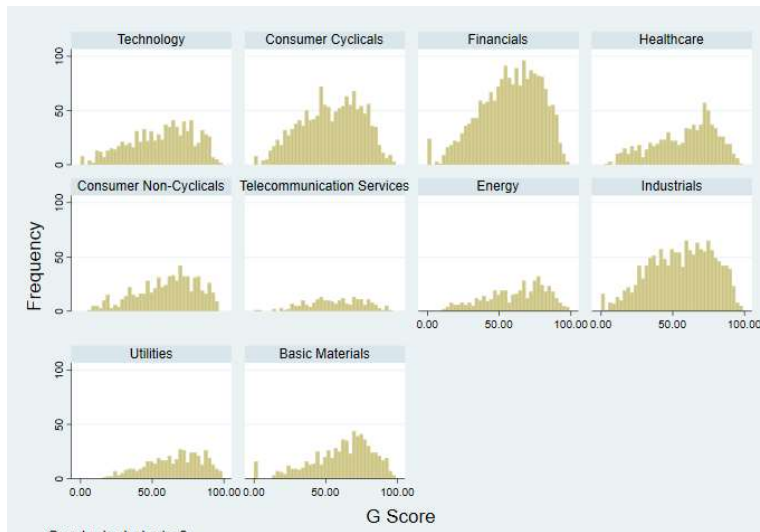 Technology
Consumer Cyclicals
Financials
Healthcare
100
50
0
Consumer Non-Cyclicals
Telecommunication Services
Energy
Industrials
Frequency
100
50
0
0.00 50.00 100.00 0.00 50.00 100.00
Utilities
Basic Materials
100
50
0
0.00 50.00 100.00 0.00 50.00 100.00
G Score